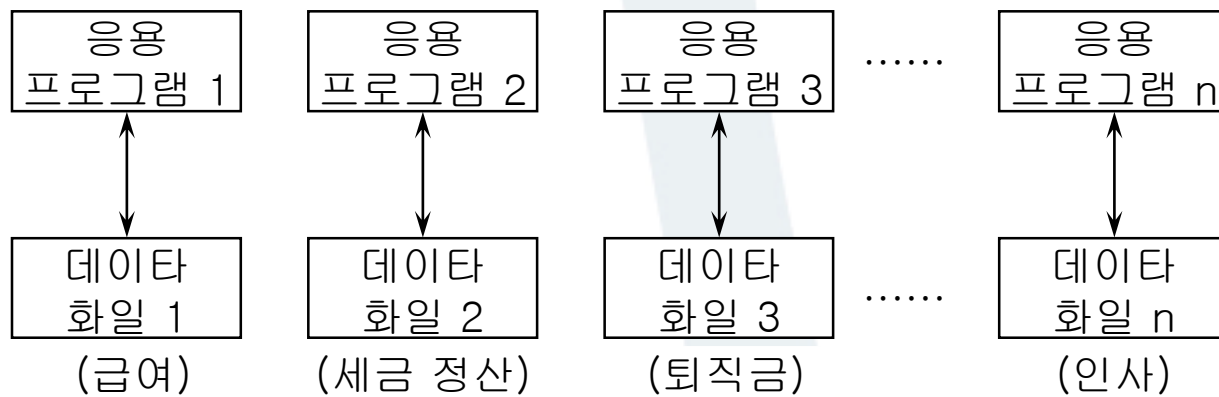 응용
프로그램 1
응용
프로그램 2
응용
프로그램 3
......
응용
프로그램 n
데이타
화일 1
데이타
화일 2
데이타
화일 3
......
데이타
화일 n
(급여)
(세금 정산)
(퇴직금)
(인사)